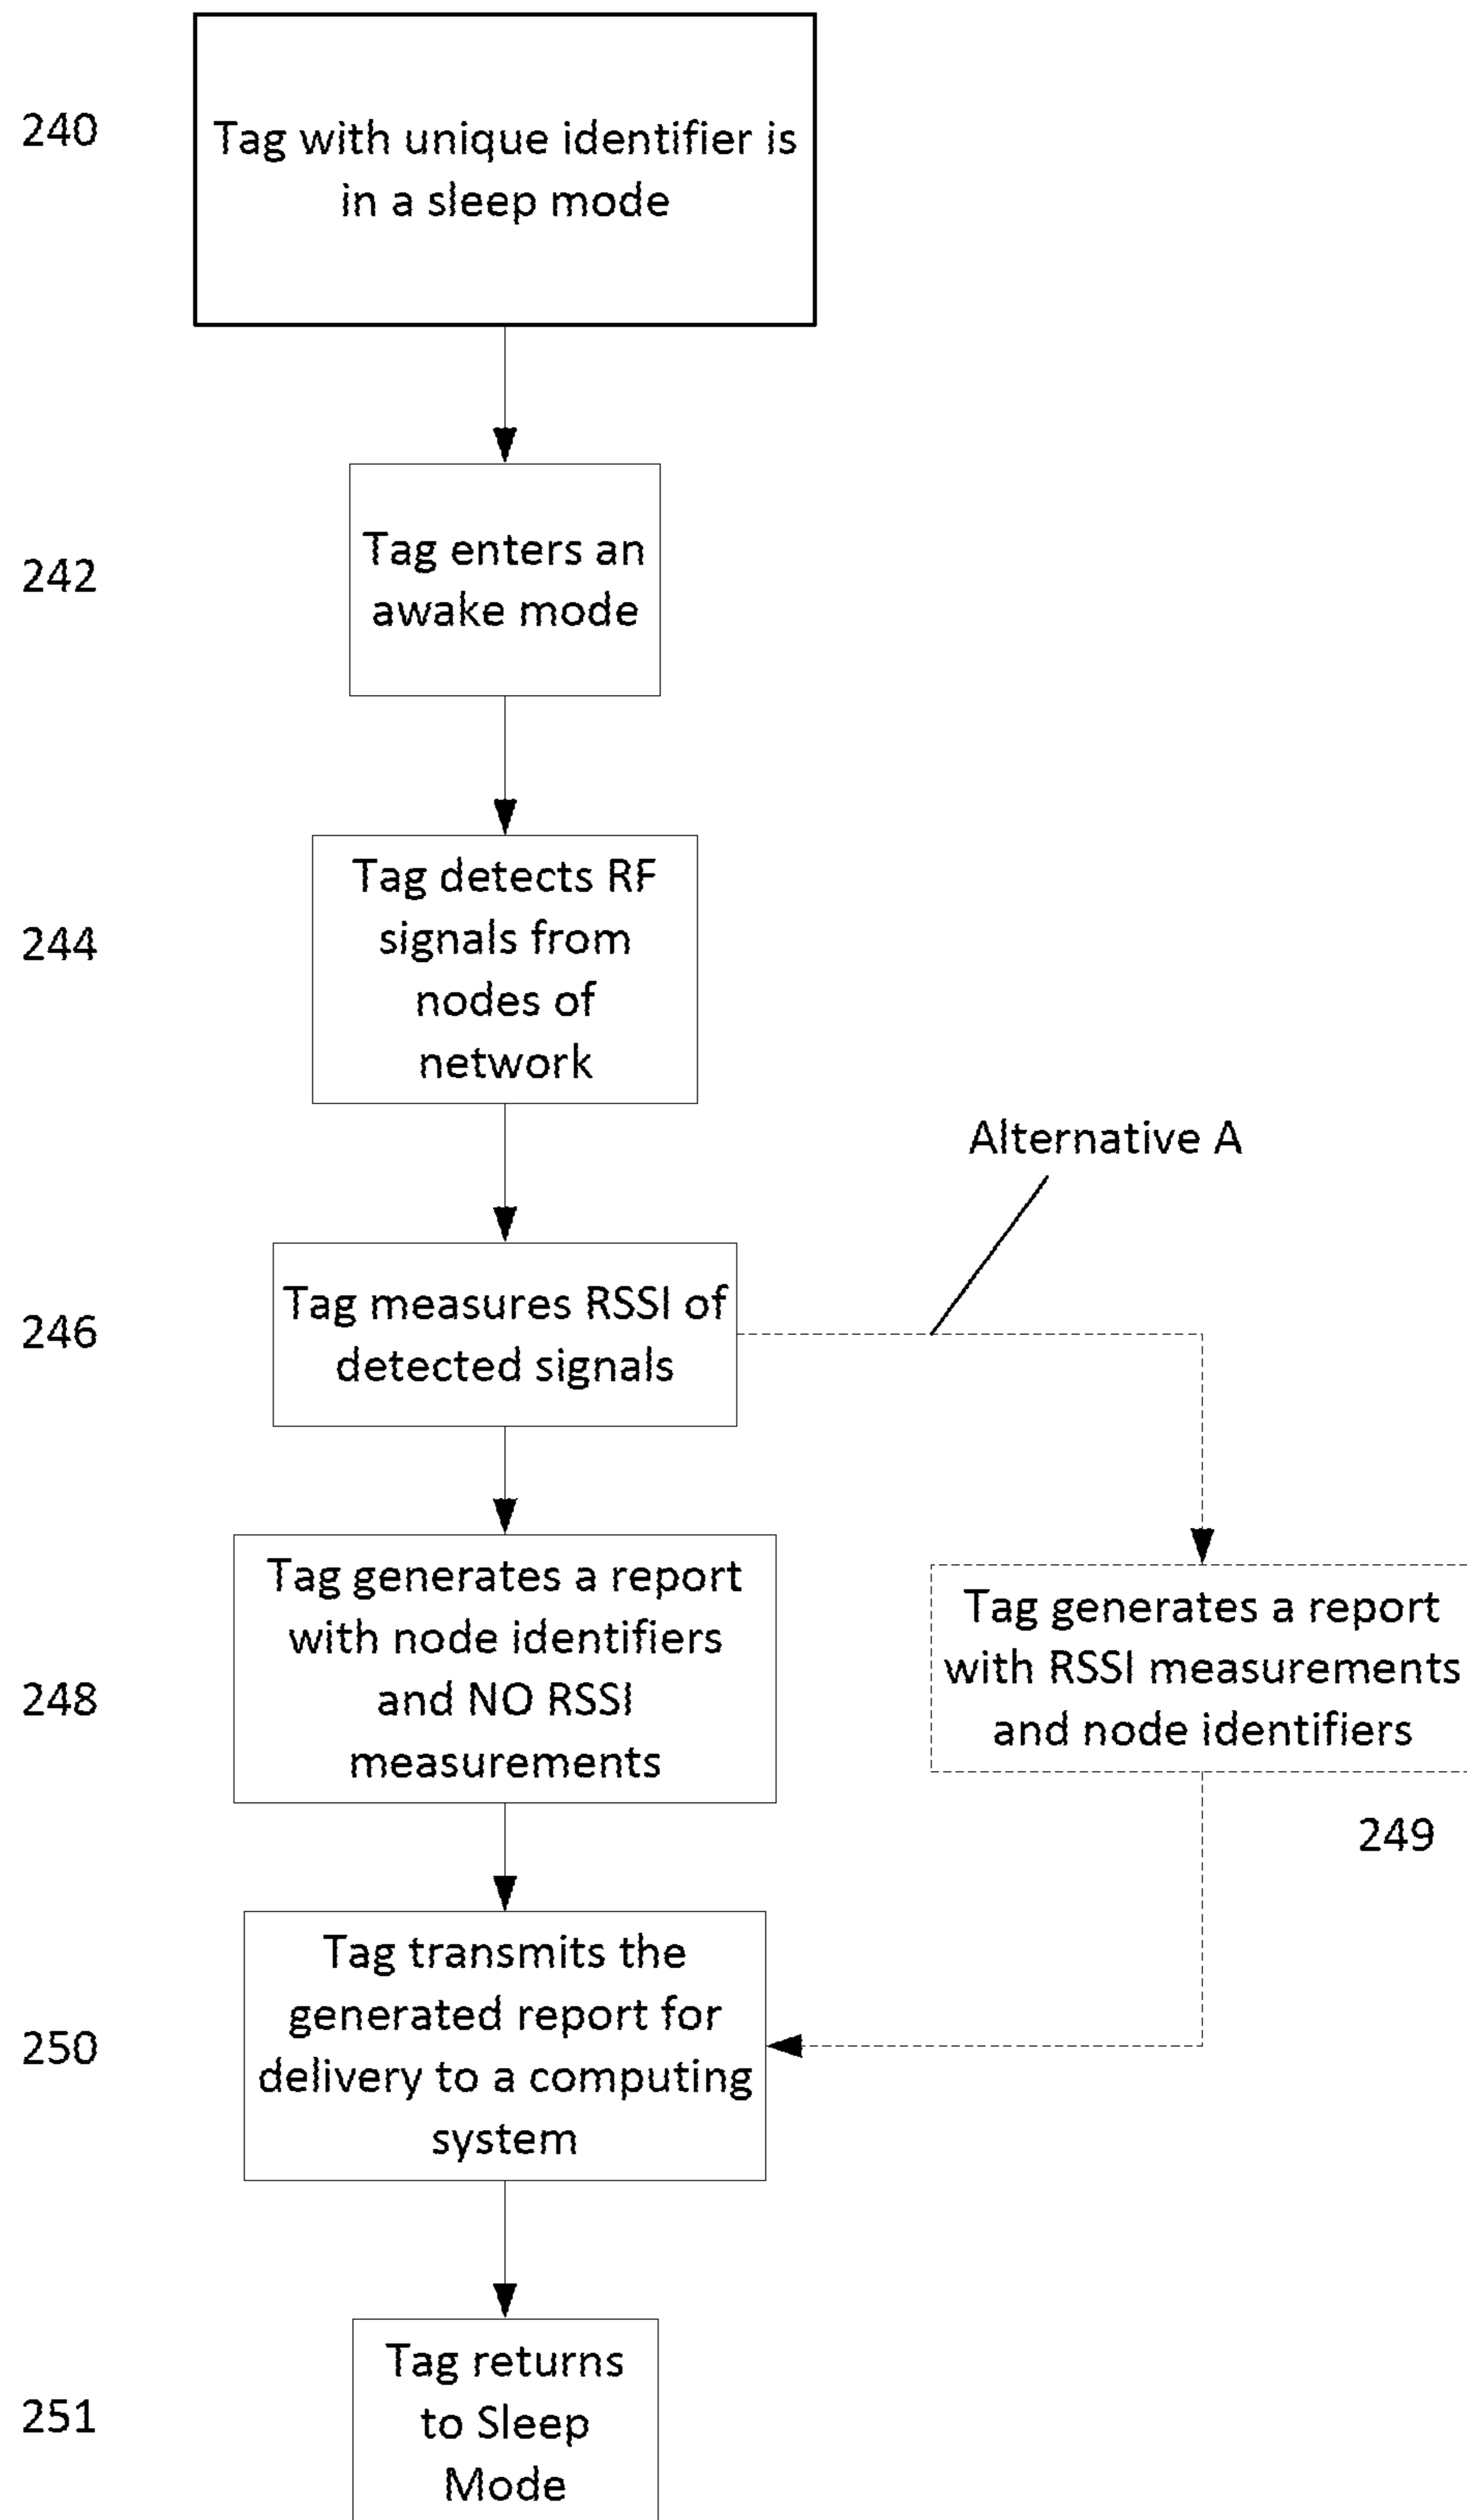 240
Tag with unique identifier is
in a sleep mode
242
Tag enters an
awake mode
244
Tag detects RF
signals from
nodes of
network
Alternative A
246
Tag measures RSSI of
detected signals
248
Tag generates a report
with node identifiers
and NO RSSI
measurements
Tag generates a report
with RSSI measurements
and node identifiers
249
250
Tag transmits the
generated report for
delivery to a computing
system
251
Tag returns
to Sleep
Mode